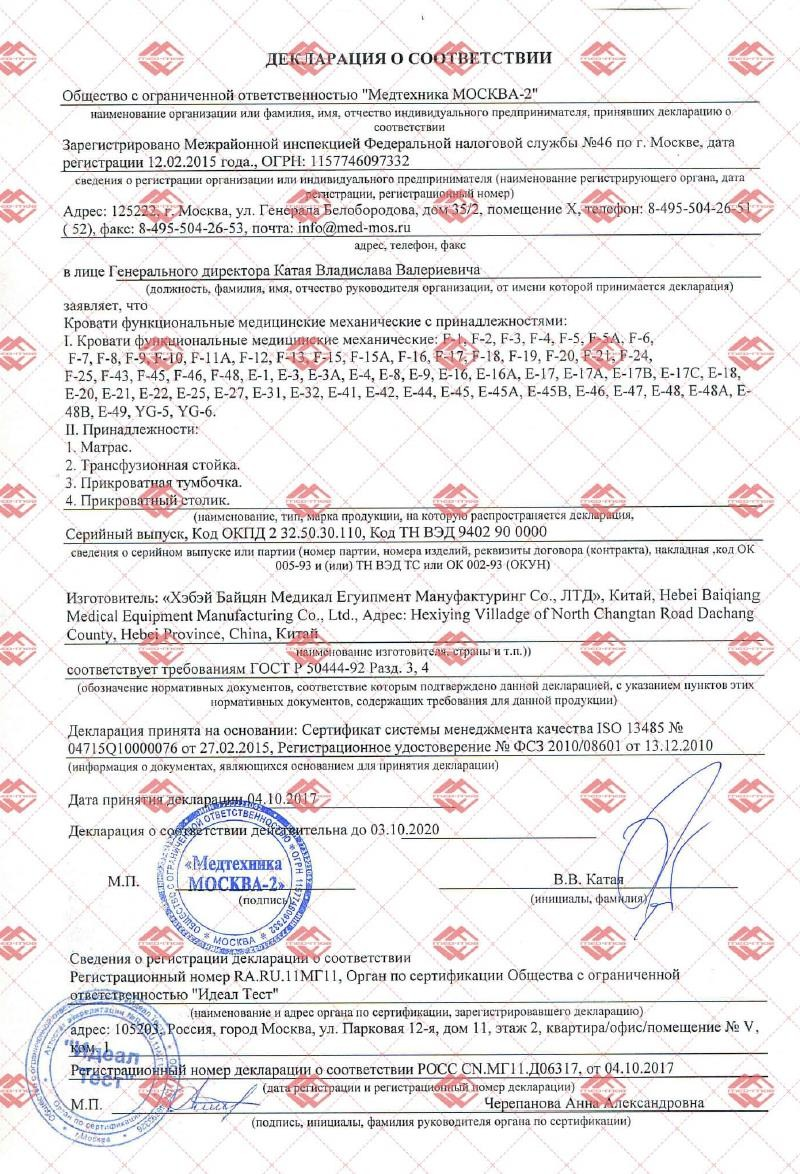 ДЕКЛАРАЦИЯ О СООТВЕТСТВИИ
Общество с ограниченной ответственностью "Медтехника МОСКВА-2"
наименование организации или фамилия, имя, отчество индивидуального предпринимателя, принявших декларацию о
соответствии
Зарегистрировано Межрайонной инспекцией Федеральной налоговой службы №46 по г. Москве, дата
регистрации 12.02.2015 года., ОГРН: 1157746097332
сведения о регистрации организации или индивидуального предпринимателя (наименование регистрирующего органа, дата
регистрации, регистрационный номер)
Адрес: 125222, г. Москва, ул. Генерала Белобородова, дом 35/2, помещение X, телефон: 8-495-504-26-51
( 52), факс: 8-495-504-26-53, почта: info@med-mos.ru
адрес, телефон, факс
в лице Генерального директора Катая Владислава Валериевича
(должность, фамилия, имя, отчество руководителя организации, от имени которой принимается декларация)
заявляет, что
Кровати функциональные медицинские механические с принадлежностями:
I. Кровати функциональные медицинские механические: F-1, F-2, F-3, F-4, F-5, F-5A, F-6,
F-7, F-8, F-9, F-10, F-11A, F-12, F-13, F-15, F-15A, F-16, F-17, F-18, F-19, F-20, F-21, F-24,
F-25, F-43, F-45, F-46, F-48, E-1, E-3, E-3A, E-4, E-8, E-9, E-16, E-16A, E-17, E-17A, E-17B, E-17C, E-18,
E-20, E-21, E-22, E-25, E-27, E-31, E-32, E-41, E-42, E-44, E-45, E-45A, E-45B, E-46, E-47, E-48, E-48A, E-
48B, E-49, YG-5, YG-6.
II. Принадлежности:
1. Матрас.
2. Трансфузионная стойка.
3. Прикроватная тумбочка.
4. Прикроватный столик.
(наименование, тип, марка продукции, на которую распространяется декларация,
Серийный выпуск, Код ОКПД 2 32.50.30.110, Код ТН ВЭД 9402 90 0000
сведения о серийном выпуске или партии (номер партии, номера изделий, реквизиты договора (контракта), накладная ,код ОК
005-93 и (или) ТН ВЭД ТС или ОК 002-93 (ОКУН)
Изготовитель: «Хэбэй Байцян Медикал Егуипмент Мануфактуринг Со., ЛТД», Китай, Hebei Baiqiang
Medical Equipment Manufacturing Co., Ltd., Адрес: Hexiying Villadge of North Changtan Road Dachang
County, Hebei Province, China, Китай
наименование изготовителя, страны и т.п.))
соответствует требованиям ГОСТ Р 50444-92 Разд. 3, 4
(обозначение нормативных документов, соответствие которым подтверждено данной декларацией, с указанием пунктов этих
нормативных документов, содержащих требования для данной продукции)
Декларация принята на основании: Сертификат системы менеджмента качества ISO 13485 №
04715Q10000076 от 27.02.2015, Регистрационное удостоверение № ФСЗ 2010/08601 от 13.12.2010
(информация о документах, являющихся основанием для принятия декларации)
Дата принятия декларации 04.10.2017
Декларация о соответствии действительна до 03.10.2020
«Медтехника
МОСКВА-2»
ОБЩЕСТВО С ОГРАНИЧЕННОЙ ОТВЕТСТВЕННОСТЬЮ * ОГРН 1157746097332 * МОСКВА *
М.П.
В.В. Катая
(подпись)
(инициалы, фамилия)
Сведения о регистрации декларации о соответствии
Регистрационный номер RA.RU.11МГ11, Орган по сертификации Общества с ограниченной
ответственностью "Идеал Тест"
(наименование и адрес органа по сертификации, зарегистрировавшего декларацию)
адрес: 105203, Россия, город Москва, ул. Парковая 12-я, дом 11, этаж 2, квартира/офис/помещение № V,
ком. 1
Регистрационный номер декларации о соответствии РОСС CN.МГ11.Д06317, от 04.10.2017
(дата регистрации и регистрационный номер декларации)
"Идеал
Тест"
М.П.
Черепанова Анна Александровна
(подпись, инициалы, фамилия руководителя органа по сертификации)